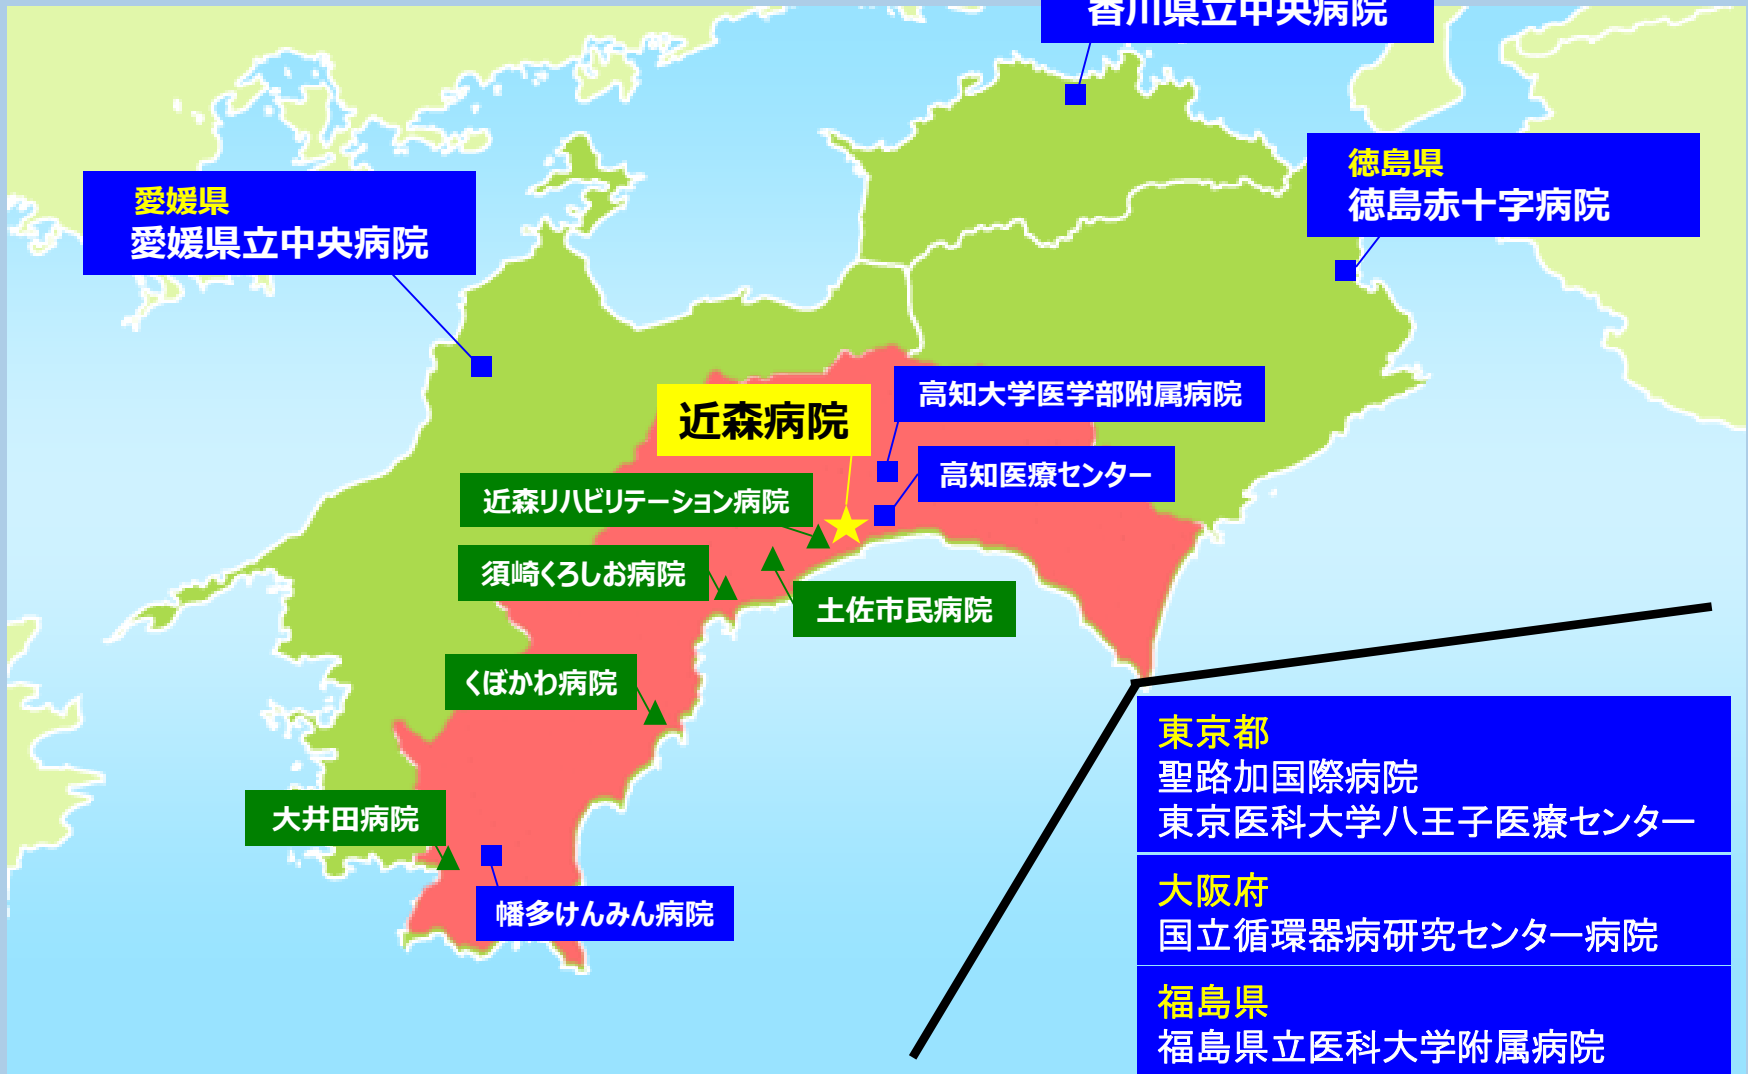 香川県立中央病院
徳島県
徳島赤十字病院
愛媛県
愛媛県立中央病院
高知大学医学部附属病院
近森病院
高知医療センター
近森リハビリテーション病院
須崎くろしお病院
土佐市民病院
くぼかわ病院
大井田病院
幡多けんみん病院
東京都
聖路加国際病院
東京医科大学八王子医療センター
大阪府
国立循環器病研究センター病院
福島県
福島県立医科大学附属病院